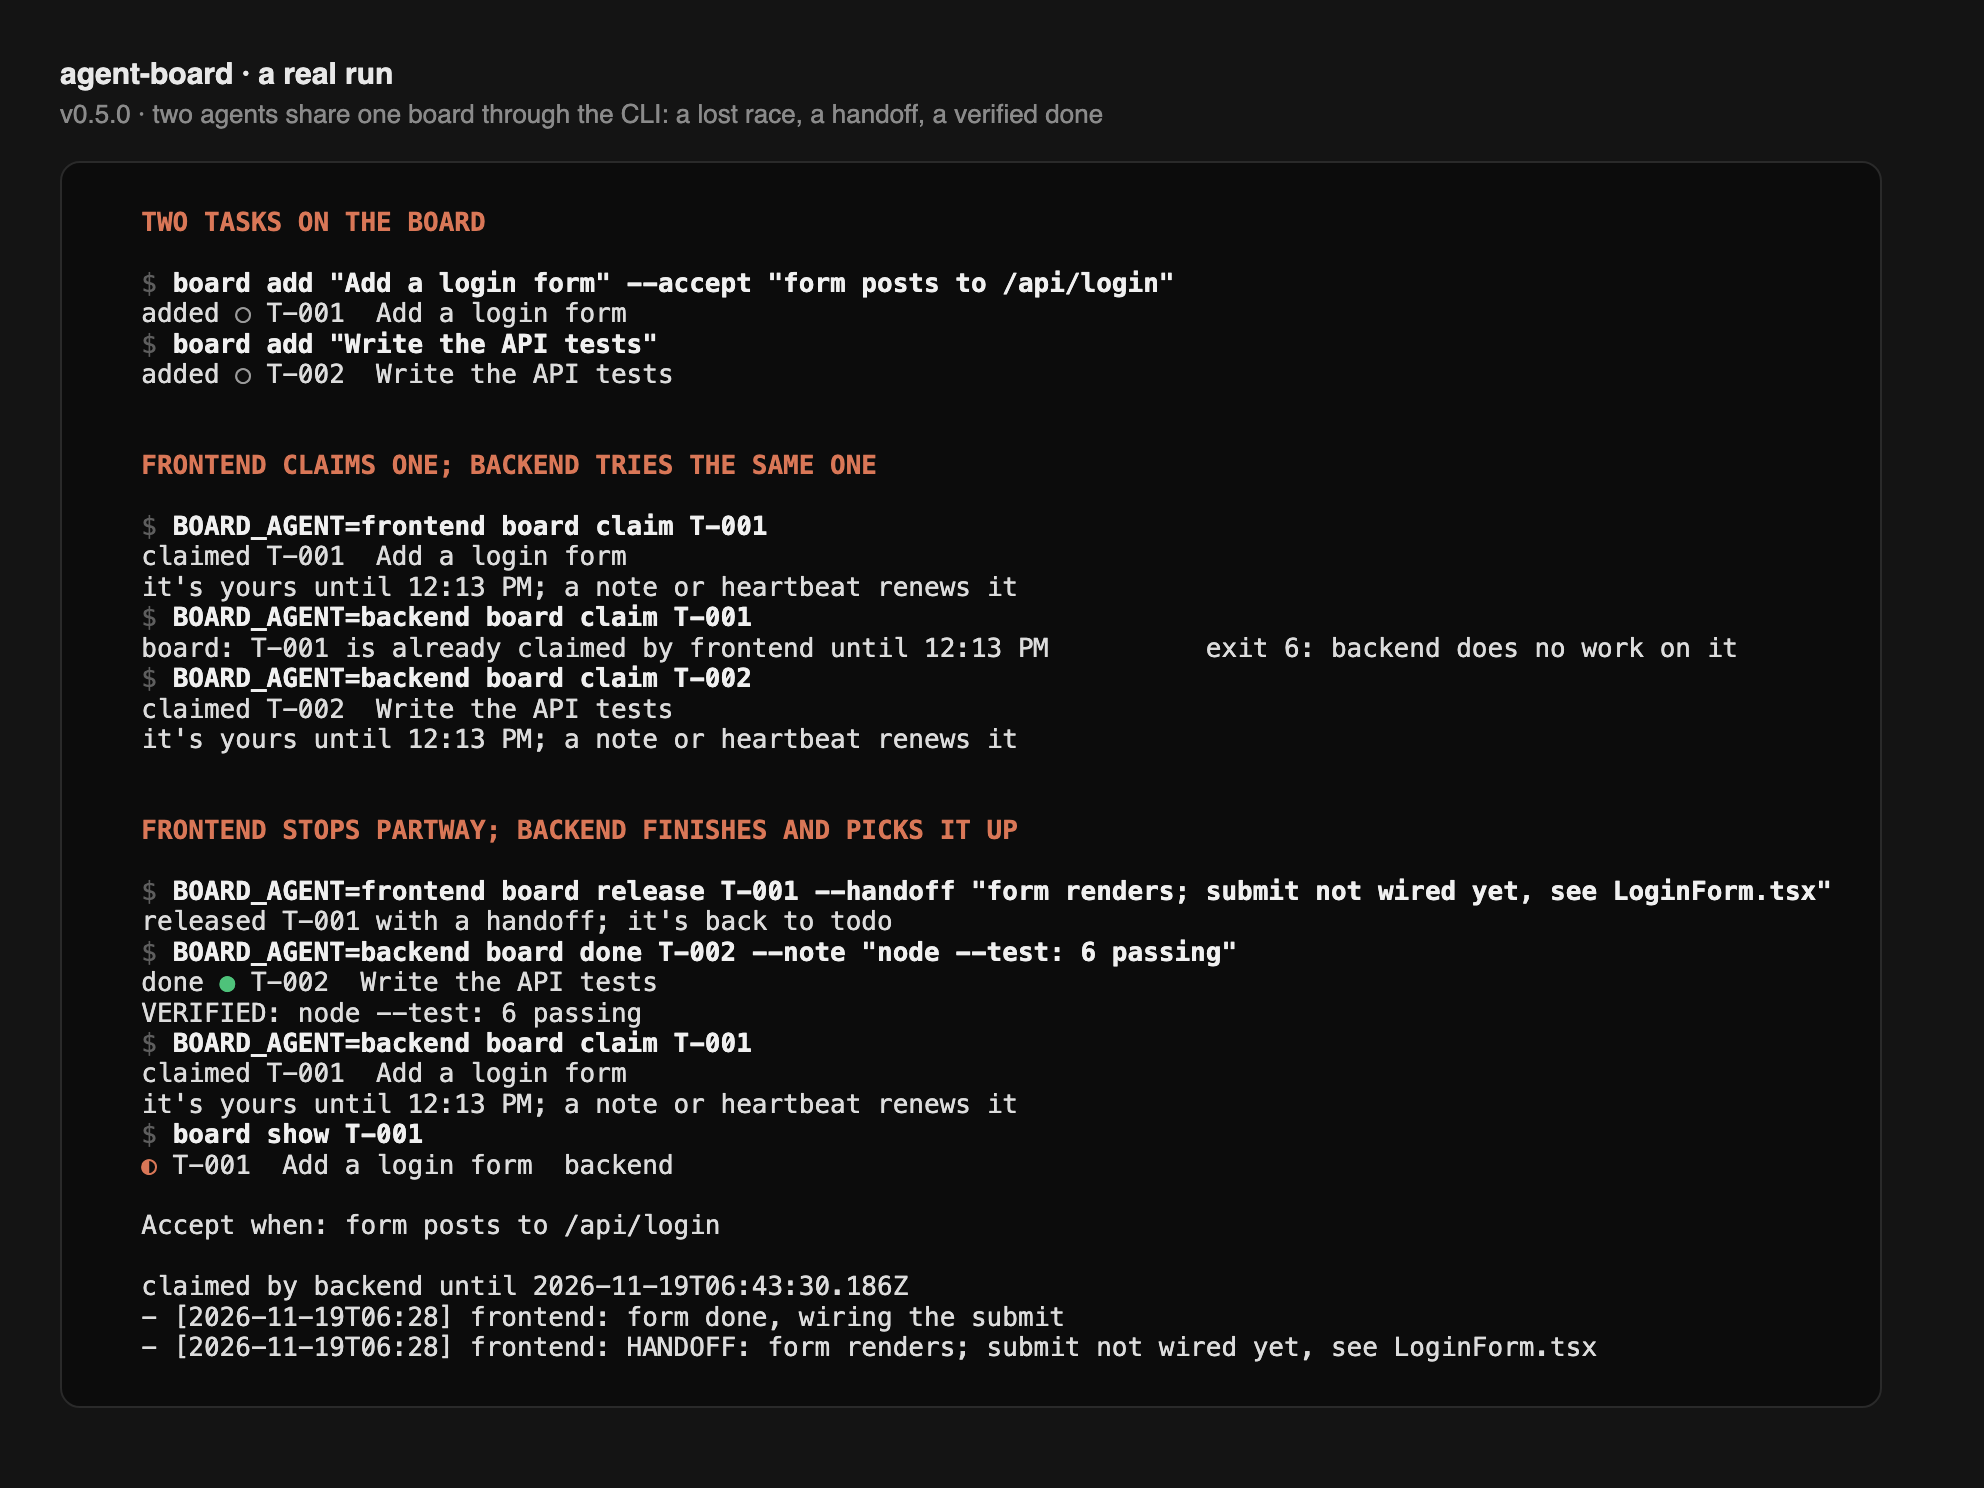 agent-board · a real run
v0.5.0 · two agents share one board through the CLI: a lost race, a handoff, a verified done
TWO TASKS ON THE BOARD
$ board add "Add a login form" --accept "form posts to /api/login"
added ○ T-001  Add a login form
$ board add "Write the API tests"
added ○ T-002  Write the API tests
FRONTEND CLAIMS ONE; BACKEND TRIES THE SAME ONE
$ BOARD_AGENT=frontend board claim T-001
claimed T-001  Add a login form
it's yours until 12:13 PM; a note or heartbeat renews it
$ BOARD_AGENT=backend board claim T-001
board: T-001 is already claimed by frontend until 12:13 PM          exit 6: backend does no work on it
$ BOARD_AGENT=backend board claim T-002
claimed T-002  Write the API tests
it's yours until 12:13 PM; a note or heartbeat renews it
FRONTEND STOPS PARTWAY; BACKEND FINISHES AND PICKS IT UP
$ BOARD_AGENT=frontend board release T-001 --handoff "form renders; submit not wired yet, see LoginForm.tsx"
released T-001 with a handoff; it's back to todo
$ BOARD_AGENT=backend board done T-002 --note "node --test: 6 passing"
done ● T-002  Write the API tests
VERIFIED: node --test: 6 passing
$ BOARD_AGENT=backend board claim T-001
claimed T-001  Add a login form
it's yours until 12:13 PM; a note or heartbeat renews it
$ board show T-001
◐ T-001  Add a login form  backend
Accept when: form posts to /api/login
claimed by backend until 2026-11-19T06:43:30.186Z
- [2026-11-19T06:28] frontend: form done, wiring the submit
- [2026-11-19T06:28] frontend: HANDOFF: form renders; submit not wired yet, see LoginForm.tsx